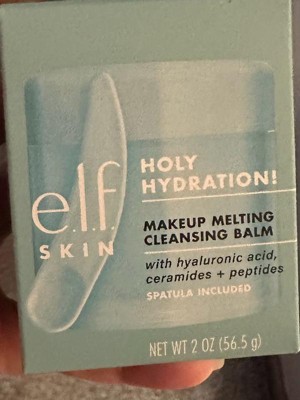 HOLY
HYDRATION!
e.l.f.
SKIN
MAKEUP MELTING
CLEANSING BALM
with hyaluronic acid,
ceramides + peptides
SPATULA INCLUDED
NET WT 2 OZ (56.5 g)